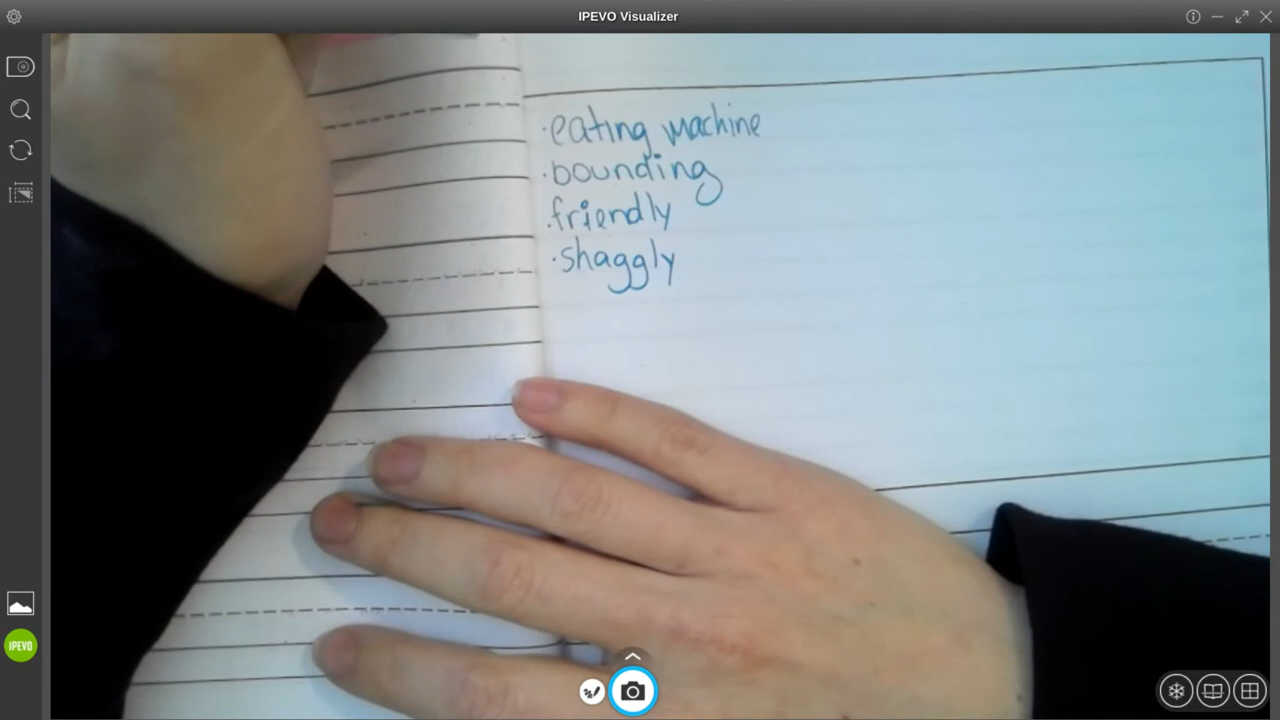 IPEVO Visualizer
·eating machine
·bounding
·friendly
·shaggly
IPEVO